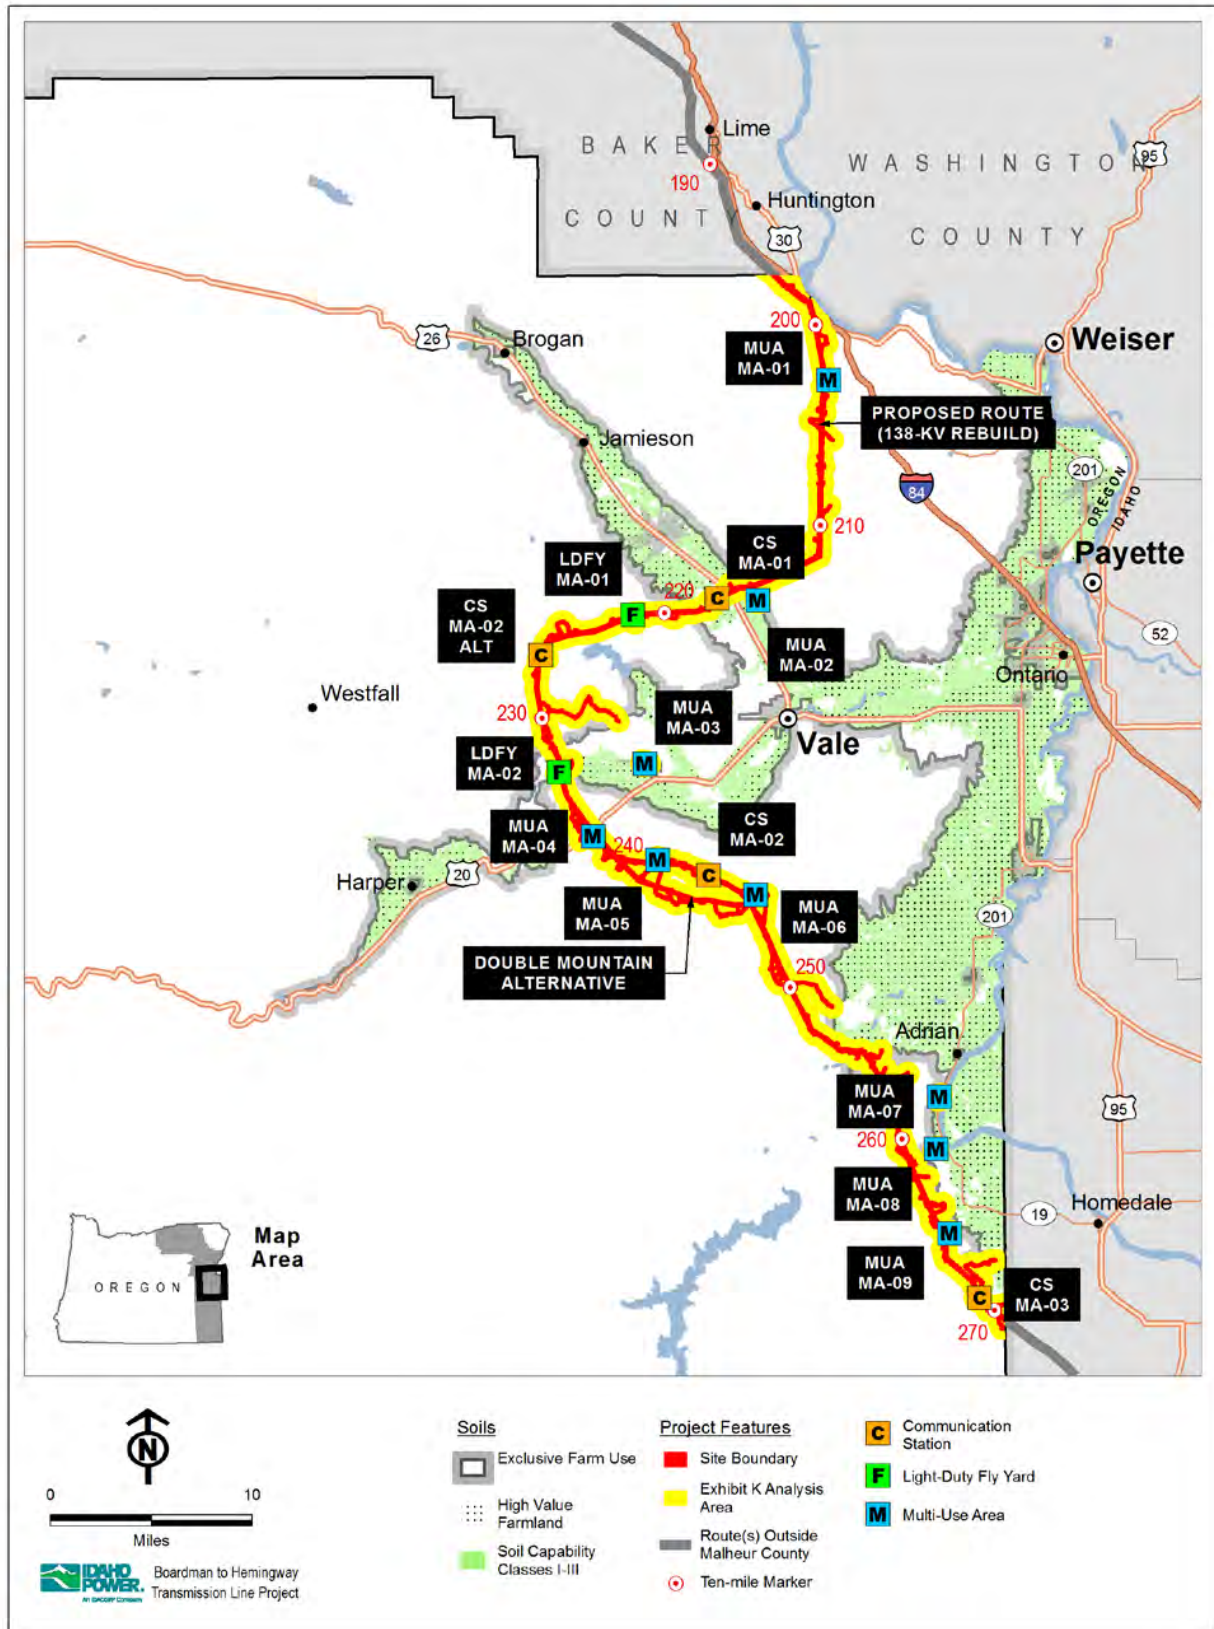 Lime
BAKER
WASHINGTON
95
190
Huntington
COUNTY
30
COUNTY
200
Weiser
26
Brogan
MUA
MA-01
PROPOSED ROUTE
(138-KV REBUILD)
Jamieson
201
OREGON
IDAHO
84
210
CS
MA-01
Payette
LDFY
MA-01
220
CS
MA-02
ALT
52
MUA
MA-02
Ontario
Westfall
230
MUA
MA-03
Vale
LDFY
MA-02
MUA
MA-04
240
CS
MA-02
Harper
20
201
MUA
MA-05
MUA
MA-06
DOUBLE MOUNTAIN
ALTERNATIVE
250
Adrian
MUA
MA-07
95
260
MUA
MA-08
19
Homedale
MUA
MA-09
CS
MA-03
270
Map
Area
OREGON
M
M
M
M
M
M
M
M
M
C
C
C
C
F
F
N
0 10
Miles
IDAHO
POWER.
An IDACORP Company
Boardman to Hemingway
Transmission Line Project
Soils
Exclusive Farm Use
High Value
Farmland
Soil Capability
Classes I-III
Project Features
Site Boundary
Exhibit K Analysis
Area
Route(s) Outside
Malheur County
Ten-mile Marker
C Communication
Station
F Light-Duty Fly Yard
M Multi-Use Area